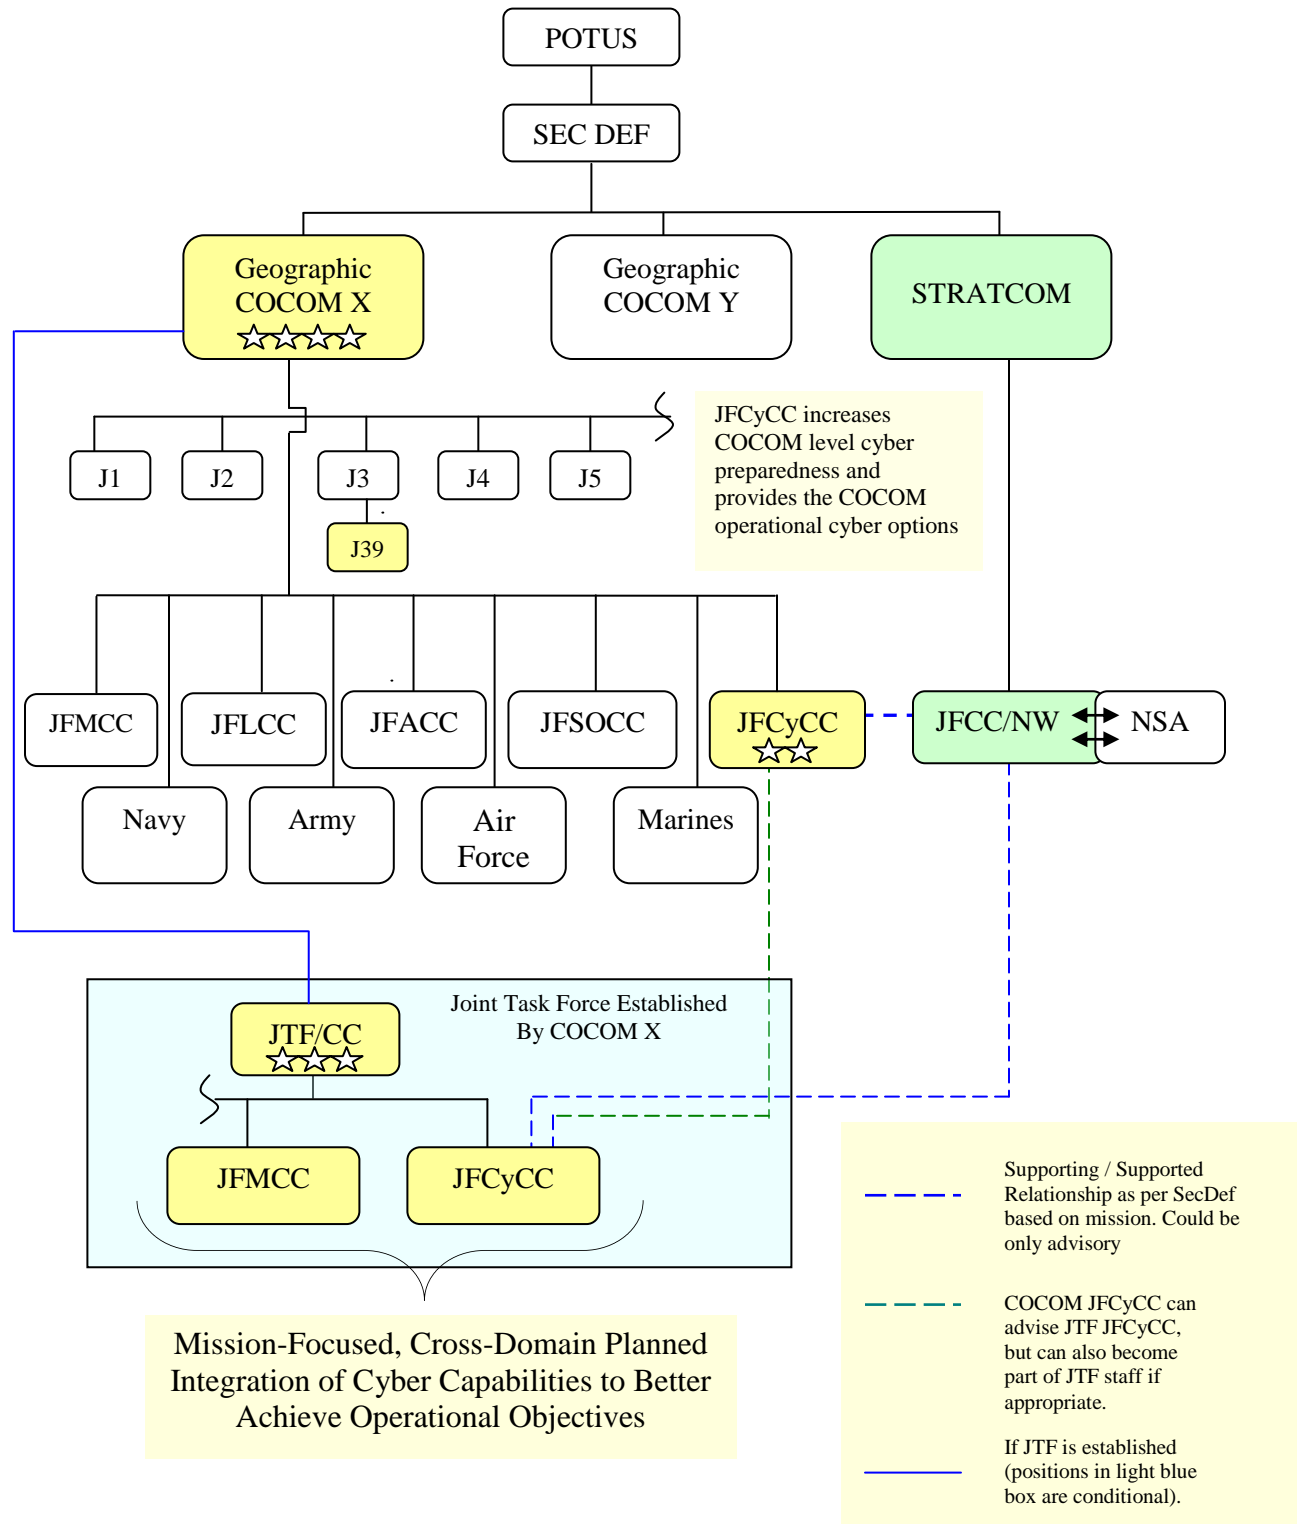 POTUS
SEC DEF
Geographic
COCOM X
Geographic
COCOM Y
STRATCOM
JFCyCC increases
COCOM level cyber
preparedness and
provides the COCOM
operational cyber options
J1
J2
J3
J4
J5
J39
JFMCC
JFLCC
JFACC
JFSOCC
JFCyCC
JFCC/NW
NSA
Navy
Army
Air
Force
Marines
Joint Task Force Established
By COCOM X
JTF/CC
JFMCC
JFCyCC
Mission-Focused, Cross-Domain Planned
Integration of Cyber Capabilities to Better
Achieve Operational Objectives
Supporting / Supported
Relationship as per SecDef
based on mission. Could be
only advisory
COCOM JFCyCC can
advise JTF JFCyCC,
but can also become
part of JTF staff if
appropriate.
If JTF is established
(positions in light blue
box are conditional).